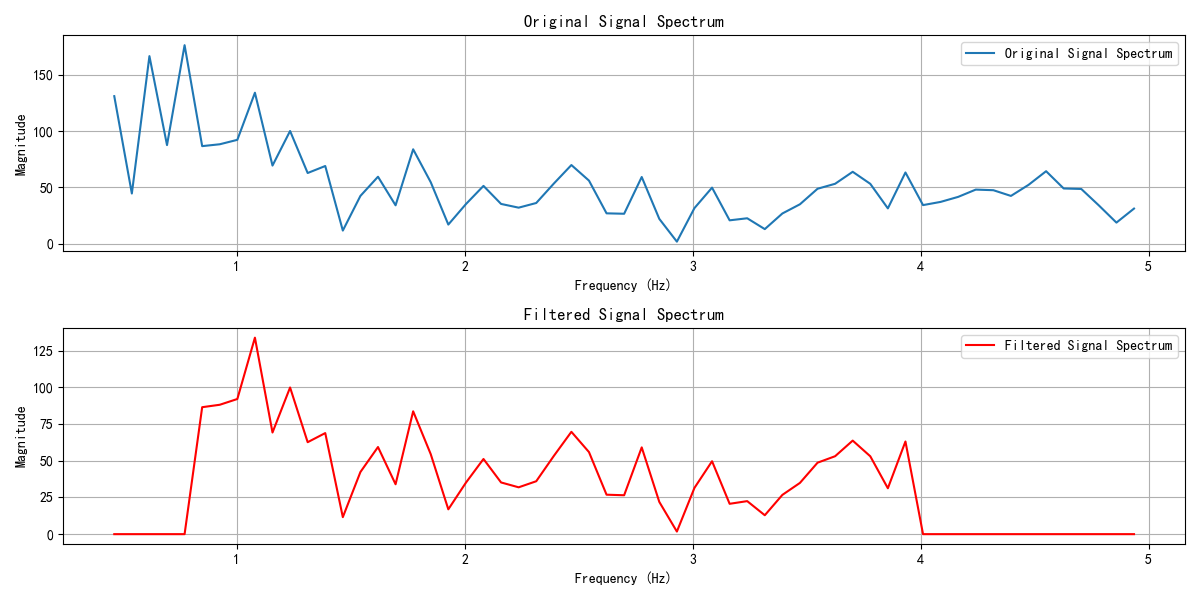 Original Signal Spectrum
Original Signal Spectrum
Magnitude
150
100
50
0
1 2 3 4 5
Frequency (Hz)
Filtered Signal Spectrum
Filtered Signal Spectrum
Magnitude
125
100
75
50
25
0
1 2 3 4 5
Frequency (Hz)